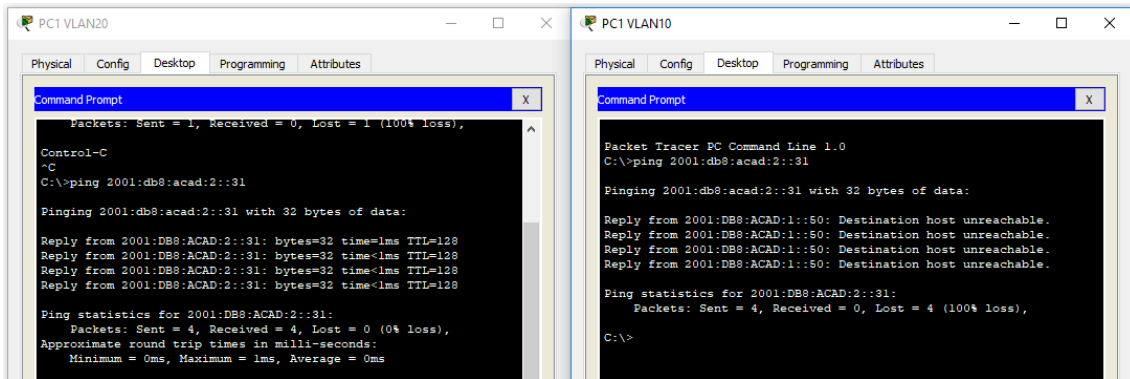 PC1 VLAN20
Physical Config Desktop Programming Attributes
Command Prompt X
Packets: Sent = 1, Received = 0, Lost = 1 (100% loss),
Control-C
^C
C:\>ping 2001:db8:acad:2::31
Pinging 2001:db8:acad:2::31 with 32 bytes of data:
Reply from 2001:DB8:ACAD:2::31: bytes=32 time=1ms TTL=128
Reply from 2001:DB8:ACAD:2::31: bytes=32 time<1ms TTL=128
Reply from 2001:DB8:ACAD:2::31: bytes=32 time<1ms TTL=128
Reply from 2001:DB8:ACAD:2::31: bytes=32 time<1ms TTL=128
Ping statistics for 2001:DB8:ACAD:2::31:
Packets: Sent = 4, Received = 4, Lost = 0 (0% loss),
Approximate round trip times in milli-seconds:
Minimum = 0ms, Maximum = 1ms, Average = 0ms
PC1 VLAN10
Physical Config Desktop Programming Attributes
Command Prompt X
Packet Tracer PC Command Line 1.0
C:\>ping 2001:db8:acad:2::31
Pinging 2001:db8:acad:2::31 with 32 bytes of data:
Reply from 2001:DB8:ACAD:1::50: Destination host unreachable.
Reply from 2001:DB8:ACAD:1::50: Destination host unreachable.
Reply from 2001:DB8:ACAD:1::50: Destination host unreachable.
Reply from 2001:DB8:ACAD:1::50: Destination host unreachable.
Ping statistics for 2001:DB8:ACAD:2::31:
Packets: Sent = 4, Received = 0, Lost = 4 (100% loss),
C:\>